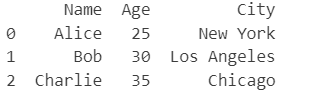 Name Age City
0 Alice 25 New York
1 Bob 30 Los Angeles
2 Charlie 35 Chicago